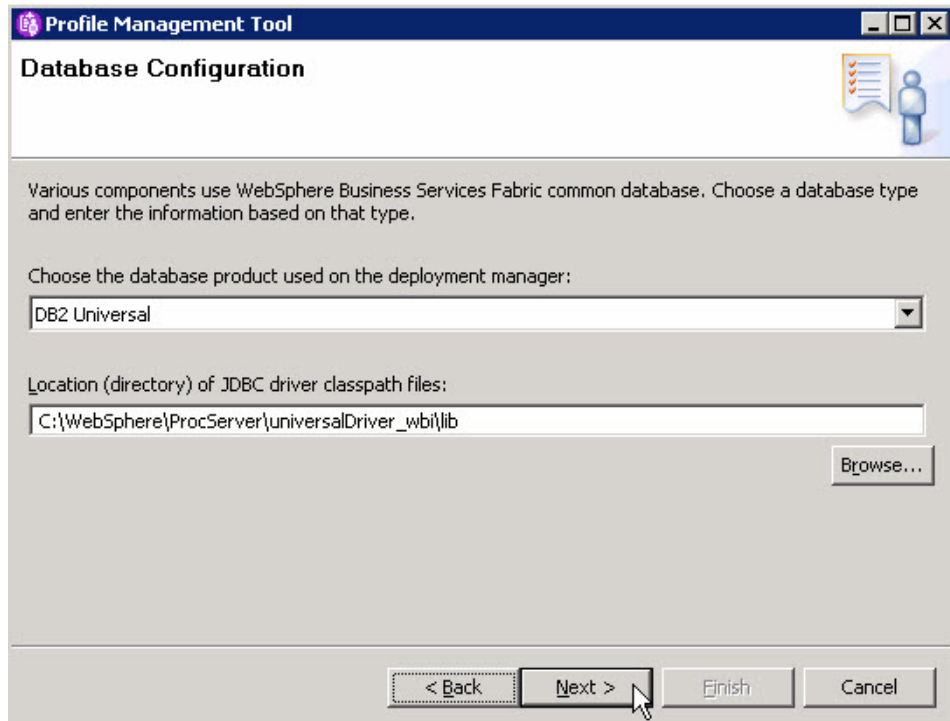 Profile Management Tool
Database Configuration
Various components use WebSphere Business Services Fabric common database. Choose a database type
and enter the information based on that type.
Choose the database product used on the deployment manager:
DB2 Universal
Location (directory) of JDBC driver classpath files:
C:\WebSphere\ProcServer\universalDriver_wbi\lib
Browse...
< Back Next > Finish Cancel